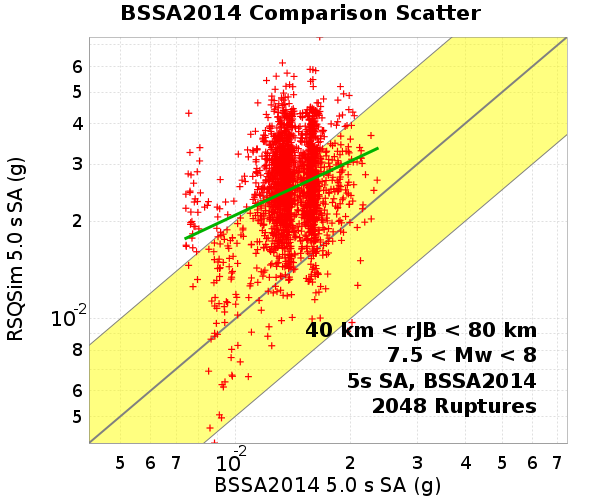 BSSA2014 Comparison Scatter
RSQSim 5.0 s SA (g)
6
5
4
3
2
10-2
8
6
5
40 km < rJB < 80 km
7.5 < Mw < 8
5s SA, BSSA2014
2048 Ruptures
5 6 7 10-2 2 3 4 5 6 7
BSSA2014 5.0 s SA (g)